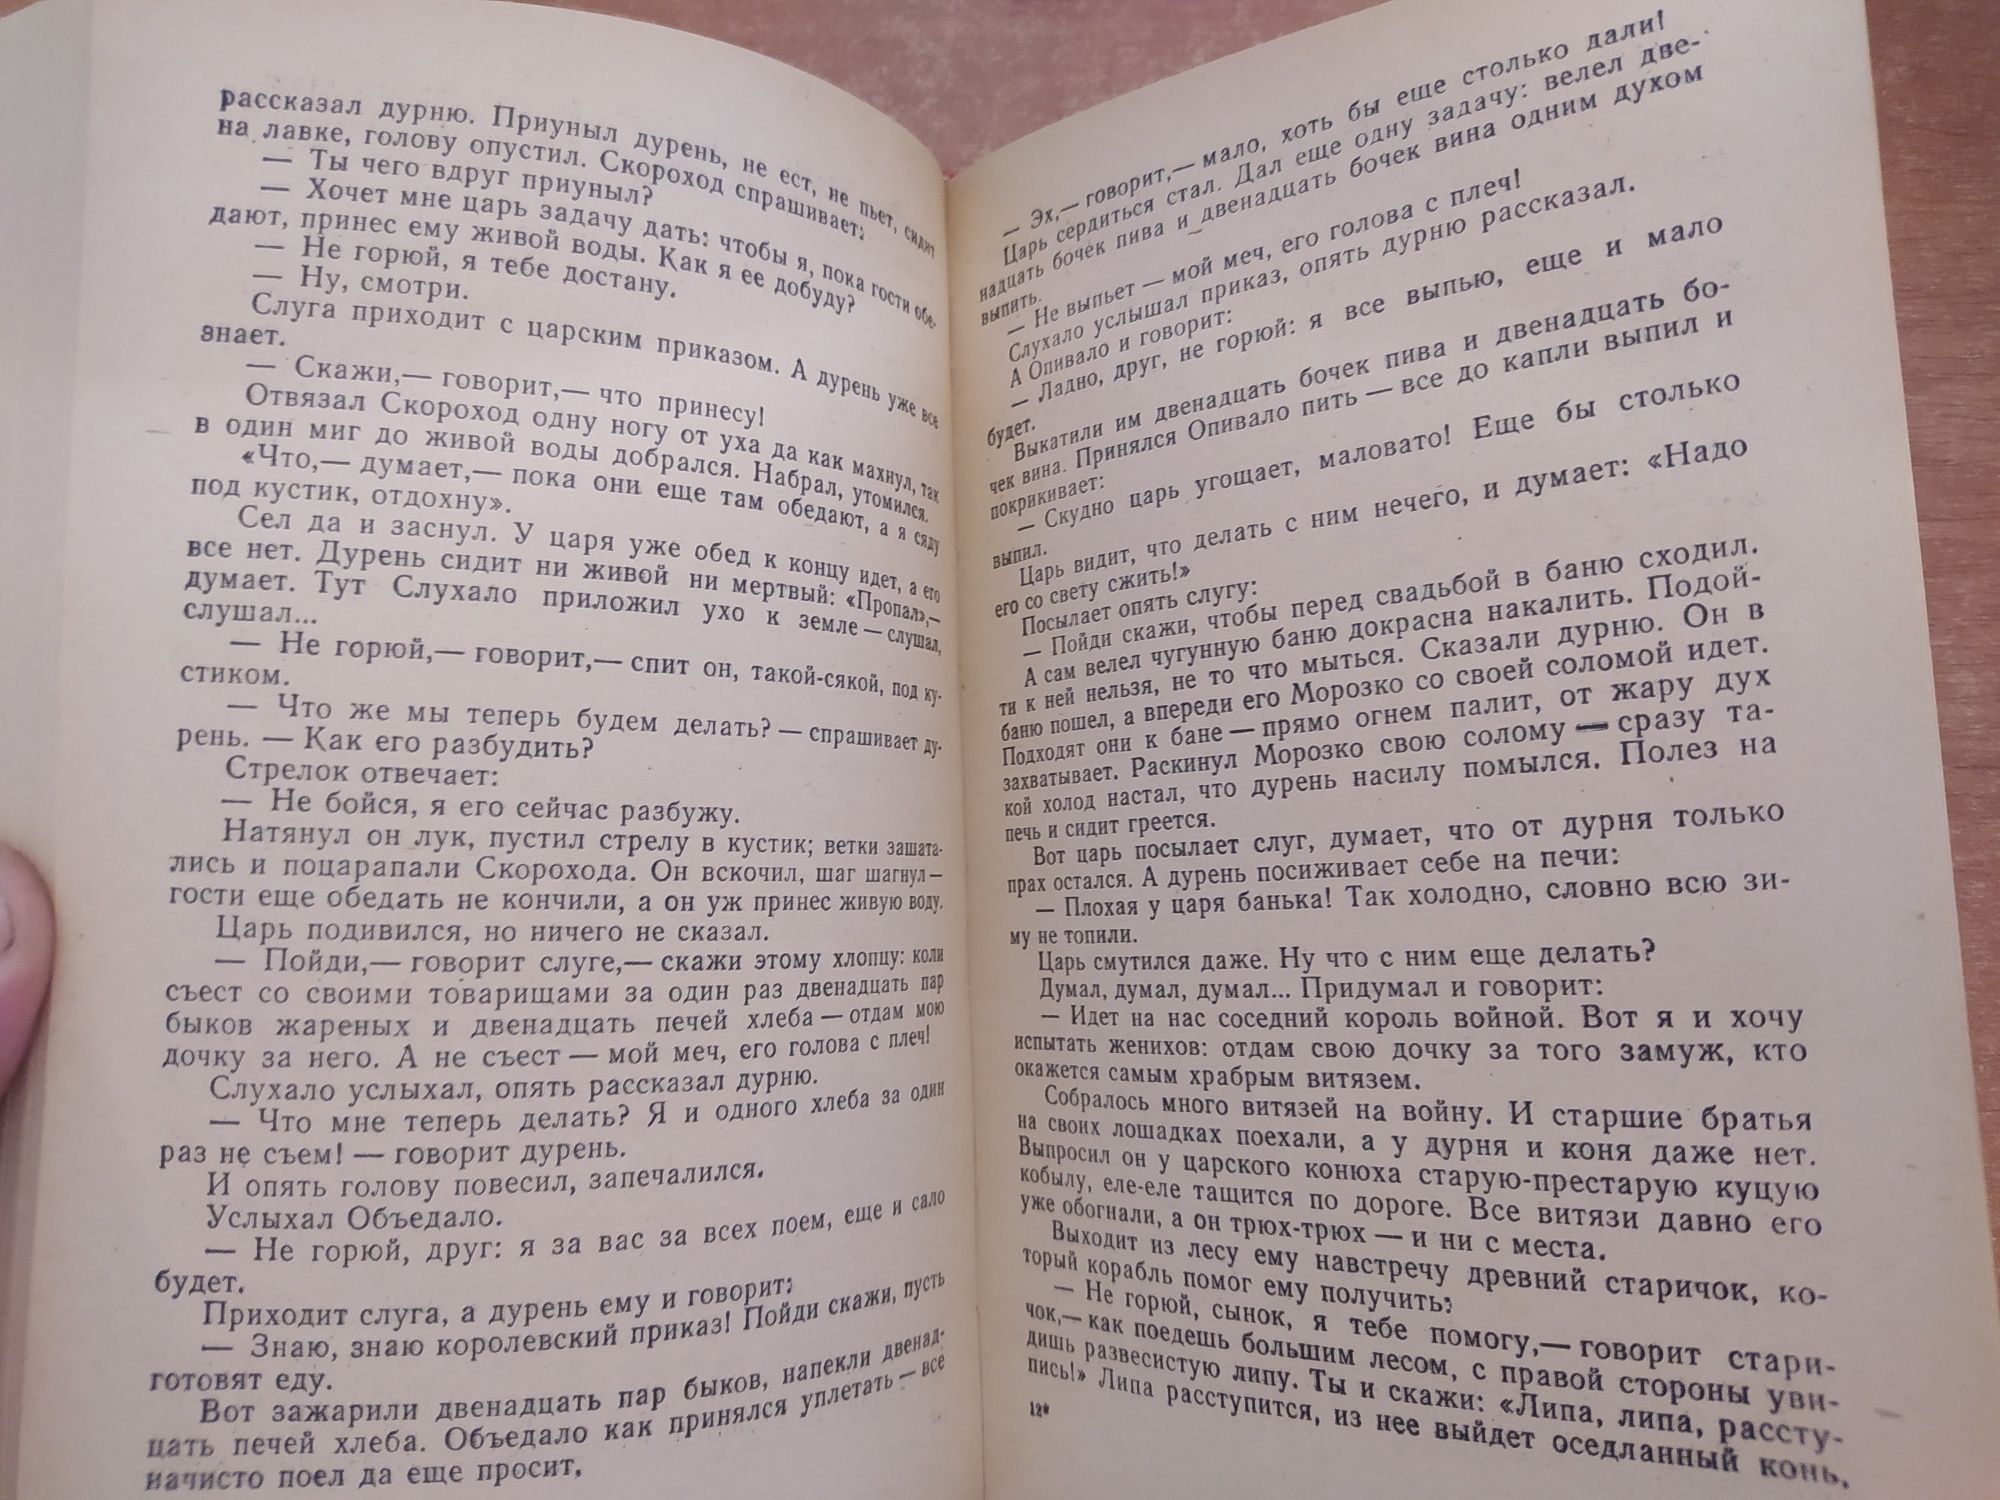 рассказал дурню. Приуныл дурень, не ест, не пьет, сидит
на лавке, голову опустил. Скороход спрашивает:
— Ты чего вдруг приуныл?
— Хочет мне царь задачу дать: чтобы я, пока гости обе-
дают, принес ему живой воды. Как я ее добуду?
— Не горюй, я тебе достану.
— Ну, смотри.
Слуга приходит с царским приказом. А дурень уже все
знает.
— Скажи,— говорит,— что принесу!
Отвязал Скороход одну ногу от уха да как махнул, так
в один миг до живой воды добрался. Набрал, утомился.
«Что,— думает,— пока они еще там обедают, а я сяду
под кустик, отдохну».
Сел да и заснул. У царя уже обед к концу идет, а его
все нет. Дурень сидит ни живой ни мертвый: «Пропал»,—
думает. Тут Слухало приложил ухо к земле — слушал,
слушал...
— Не горюй,— говорит,— спит он, такой-сякой, под ку-
стиком.
— Что же мы теперь будем делать? — спрашивает ду-
рень. — Как его разбудить?
Стрелок отвечает:
— Не бойся, я его сейчас разбужу.
Натянул он лук, пустил стрелу в кустик; ветки зашата-
лись и поцарапали Скорохода. Он вскочил, шаг шагнул —
гости еще обедать не кончили, а он уж принес живую воду.
Царь подивился, но ничего не сказал.
— Пойди,— говорит слуге,— скажи этому хлопцу: коли
съест со своими товарищами за один раз двенадцать пар
быков жареных и двенадцать печей хлеба — отдам мою
дочку за него. А не съест — мой меч, его голова с плеч!
Слухало услыхал, опять рассказал дурню.
— Что мне теперь делать? Я и одного хлеба за один
раз не съем! — говорит дурень.
И опять голову повесил, запечалился.
Услыхал Объедало.
— Не горюй, друг: я за вас за всех поем, еще и сало
будет.
Приходит слуга, а дурень ему и говорит:
— Знаю, знаю королевский приказ! Пойди скажи, пусть
готовят еду.
Вот зажарили двенадцать пар быков, напекли двенад-
цать печей хлеба. Объедало как принялся уплетать — все
начисто поел да еще просит.
— Эх,— говорит,— мало, хоть бы еще столько дали!
Царь сердиться стал. Дал еще одну задачу: велел две-
надцать бочек пива и двенадцать бочек вина одним духом
выпить.
— Не выпьет — мой меч, его голова с плеч!
Слухало услышал приказ, опять дурню рассказал.
А Опивало и говорит:
— Ладно, друг, не горюй: я все выпью, еще и мало
будет.
Выкатили им двенадцать бочек пива и двенадцать бо-
чек вина. Принялся Опивало пить — все до капли выпил и
покрикивает:
— Скудно царь угощает, маловато! Еще бы столько
выпил.
Царь видит, что делать с ним нечего, и думает: «Надо
его со свету сжить!»
Посылает опять слугу:
— Пойди скажи, чтобы перед свадьбой в баню сходил.
А сам велел чугунную баню докрасна накалить. Подой-
ти к ней нельзя, не то что мыться. Сказали дурню. Он в
баню пошел, а впереди его Морозко со своей соломой идет.
Подходят они к бане — прямо огнем палит, от жару дух
захватывает. Раскинул Морозко свою солому — сразу та-
кой холод настал, что дурень насилу помылся. Полез на
печь и сидит греется.
Вот царь посылает слуг, думает, что от дурня только
прах остался. А дурень посиживает себе на печи:
— Плохая у царя банька! Так холодно, словно всю зи-
му не топили.
Царь смутился даже. Ну что с ним еще делать?
Думал, думал, думал... Придумал и говорит:
— Идет на нас соседний король войной. Вот я и хочу
испытать женихов: отдам свою дочку за того замуж, кто
окажется самым храбрым витязем.
Собралось много витязей на войну. И старшие братья
на своих лошадках поехали, а у дурня и коня даже нет.
Выпросил он у царского конюха старую-престарую куцую
кобылу, еле-еле тащится по дороге. Все витязи давно его
уже обогнали, а он трюх-трюх — и ни с места.
Выходит из лесу ему навстречу древний старичок, ко-
торый корабль помог ему получить:
— Не горюй, сынок, я тебе помогу,— говорит стари-
чок,— как поедешь большим лесом, с правой стороны уви-
дишь развесистую липу. Ты и скажи: «Липа, липа, рассту-
пись!» Липа расступится, из нее выйдет оседланный конь,
12*